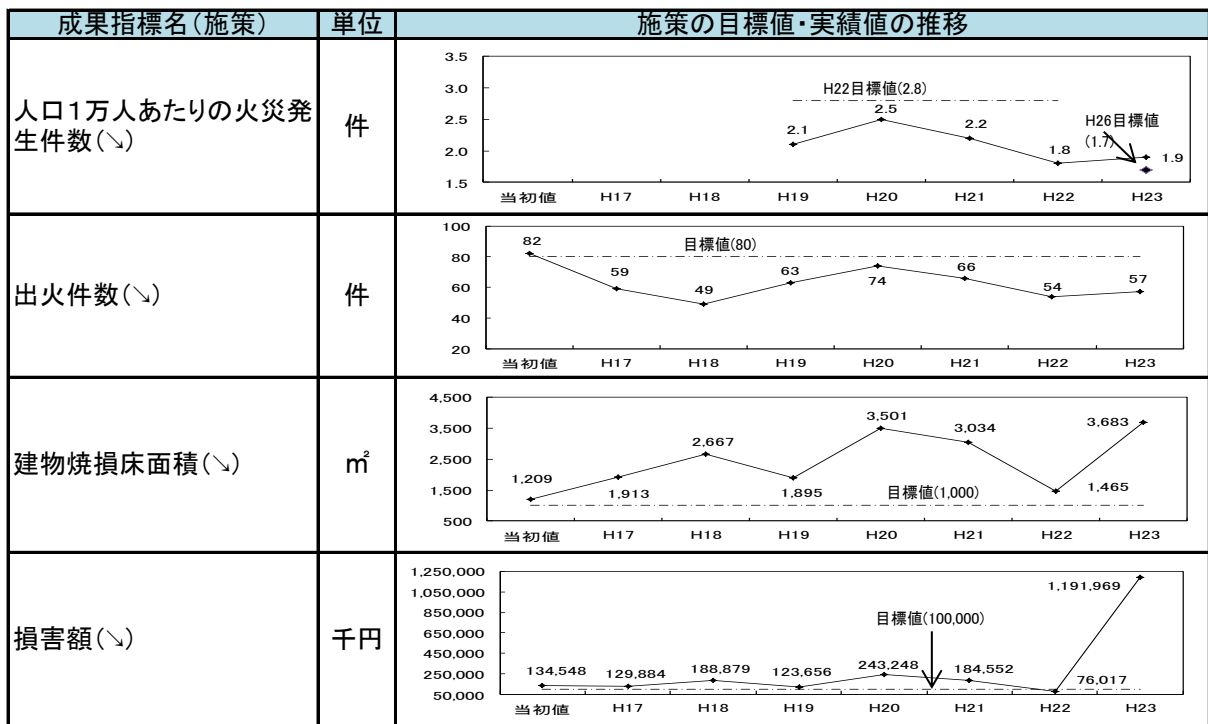 成果指標名(施策) 単位 施策の目標値・実績値の推移
人口1万人あたりの火災発
生件数(↘)
件
3.5
3.0
2.5
2.0
1.5
H22目標値(2.8)
H26目標値
(1.7)
2.1 2.5 2.2 1.8 1.9
当初値 H17 H18 H19 H20 H21 H22 H23
出火件数(↘)
件
100
80
60
40
20
目標値(80)
82 59 49 63 74 66 54 57
当初値 H17 H18 H19 H20 H21 H22 H23
建物焼損床面積(↘)
㎡
4,500
3,500
2,500
1,500
500
目標値(1,000)
1,209 1,913 2,667 1,895 3,501 3,034 1,465 3,683
当初値 H17 H18 H19 H20 H21 H22 H23
損害額(↘)
千円
1,250,000
1,050,000
850,000
650,000
450,000
250,000
50,000
目標値(100,000)
134,548 129,884 188,879 123,656 243,248 184,552 76,017 1,191,969
当初値 H17 H18 H19 H20 H21 H22 H23